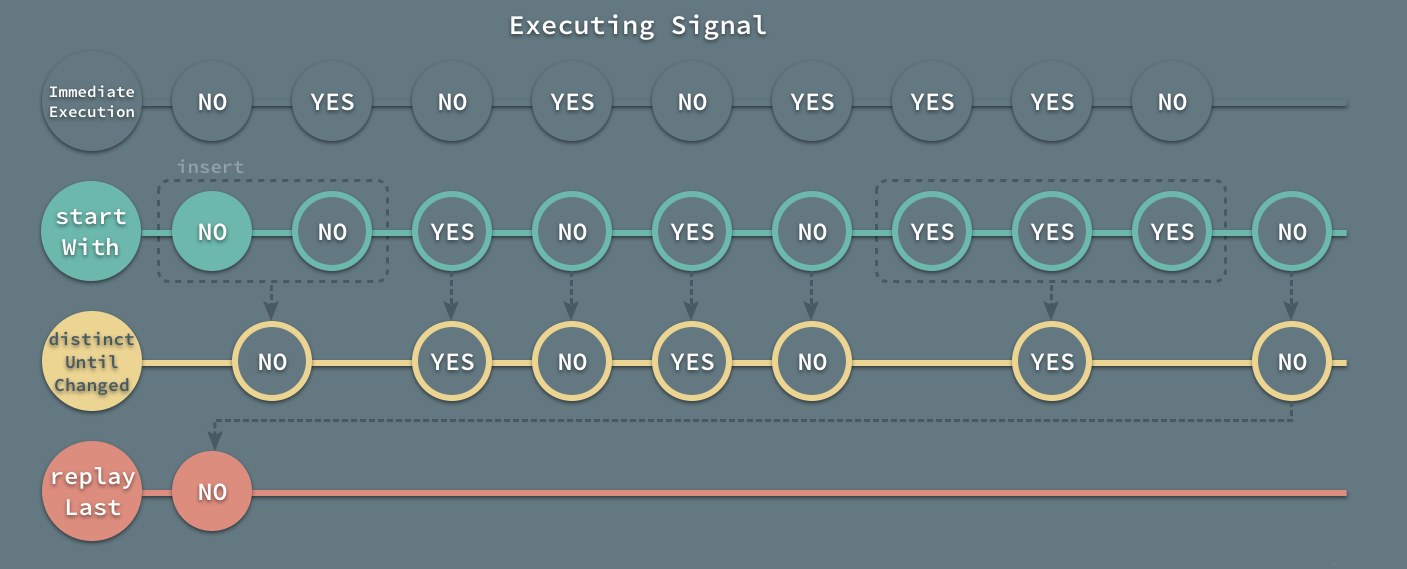 Executing Signal
Immediate
Execution
NO YES NO YES NO YES YES YES NO
insert
start
With
NO NO YES NO YES NO YES YES YES NO
distinct
Until
Changed
NO YES NO YES NO YES NO
replay
Last
NO